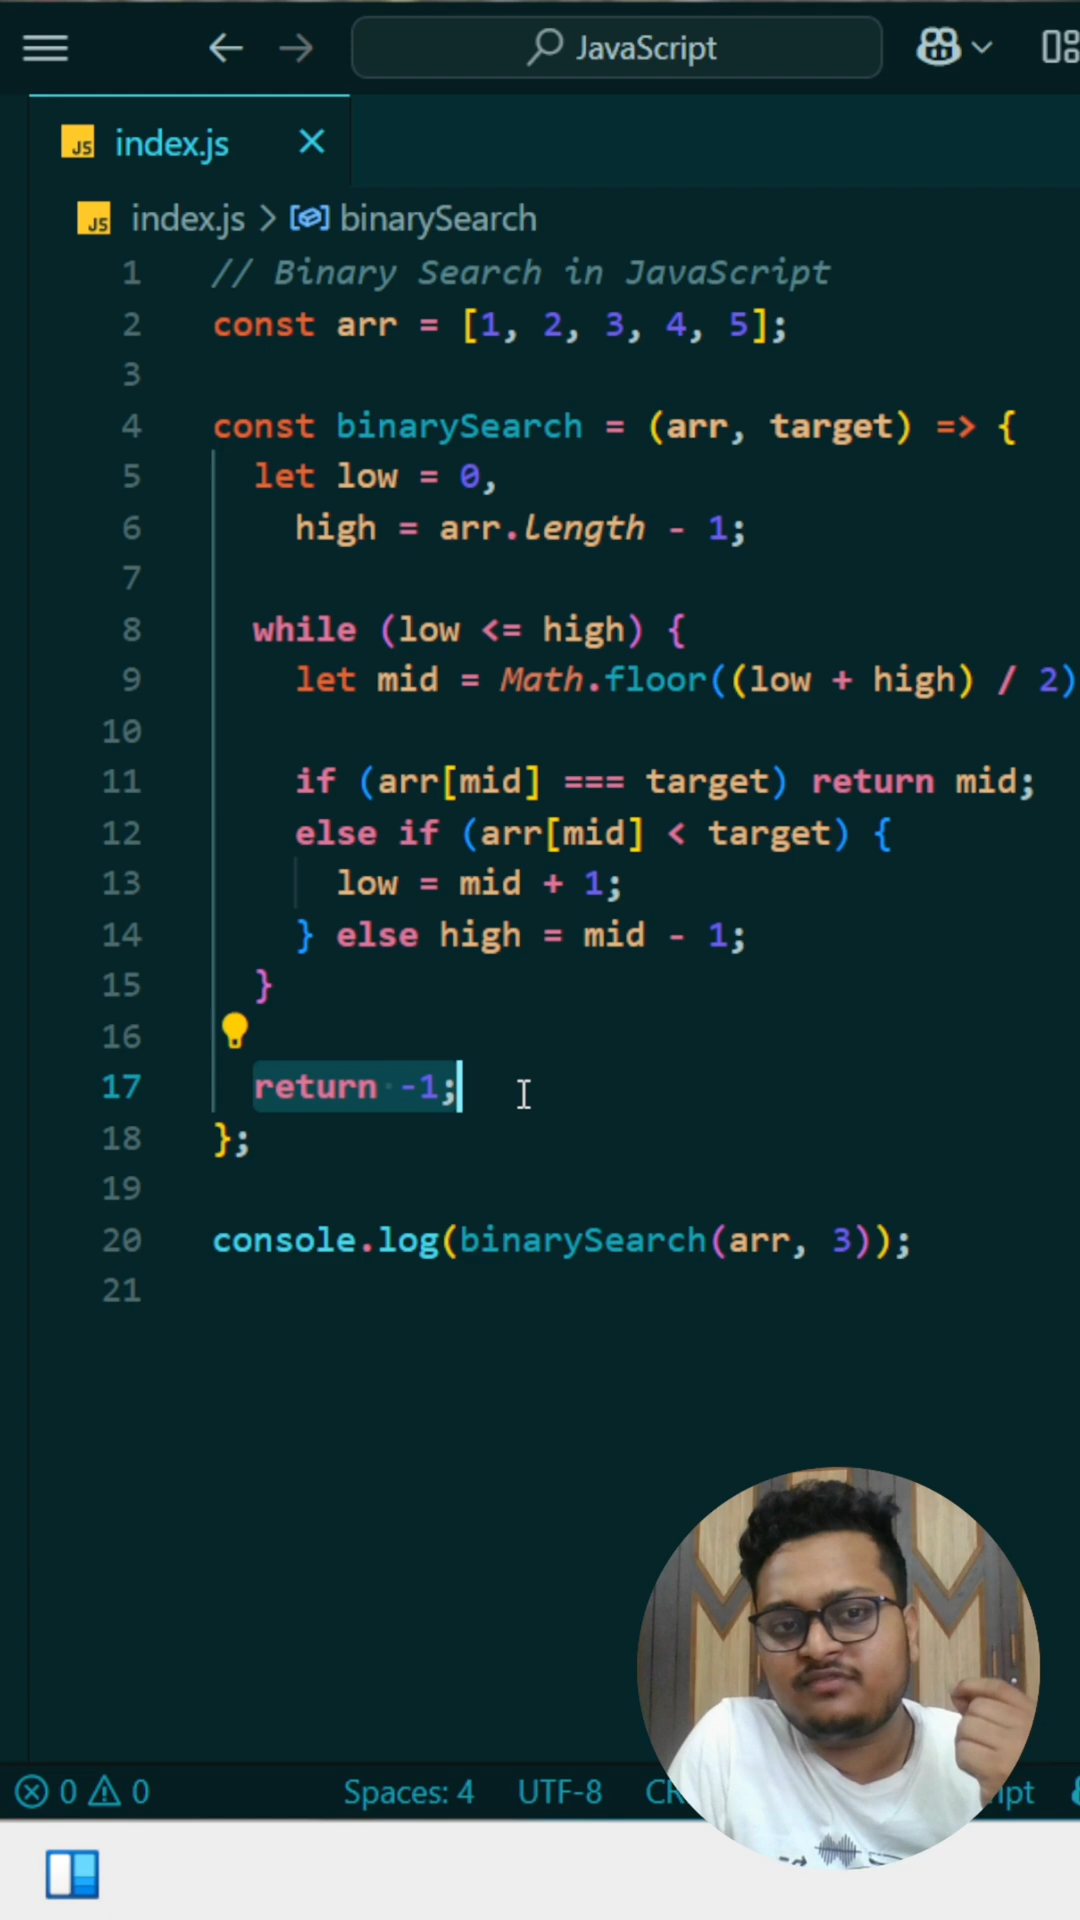 JavaScript
JS index.js
JS index.js > binarySearch
1 // Binary Search in JavaScript
2 const arr = [1, 2, 3, 4, 5];
3
4 const binarySearch = (arr, target) => {
5 let low = 0,
6 high = arr.length - 1;
7
8 while (low <= high) {
9 let mid = Math.floor((low + high) / 2)
10
11 if (arr[mid] === target) return mid;
12 else if (arr[mid] < target) {
13 low = mid + 1;
14 } else high = mid - 1;
15 }
16
17 return -1;
18 };
19
20 console.log(binarySearch(arr, 3));
21
0 0 Spaces: 4 UTF-8